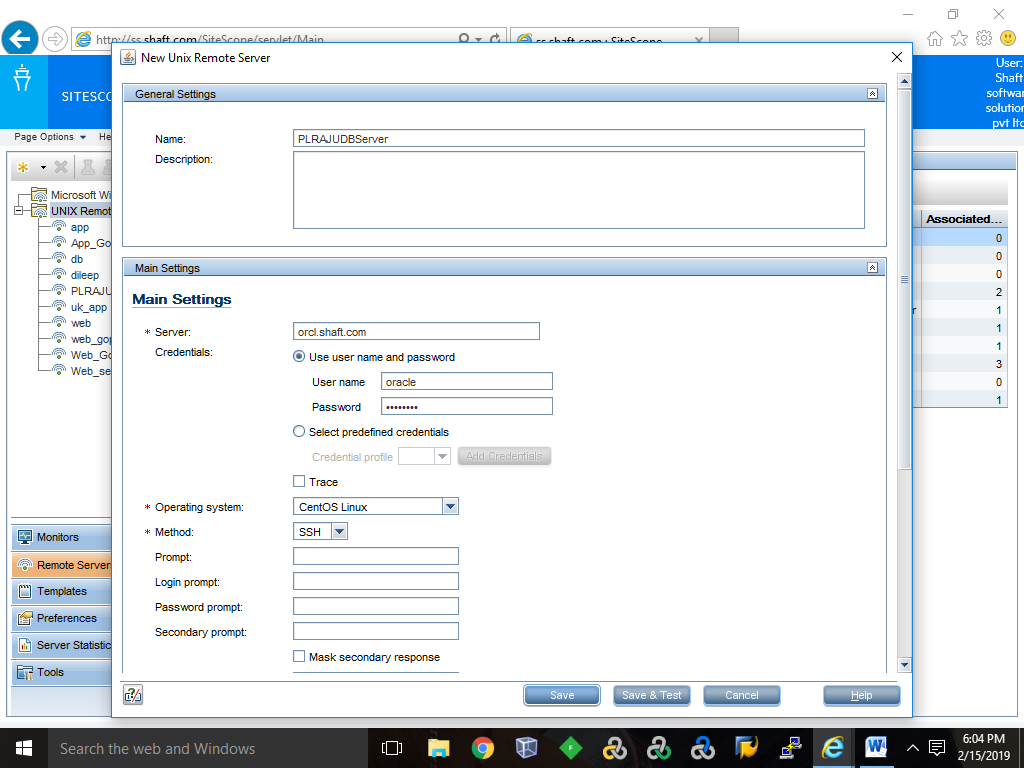 http://ss.shaft.com/SiteScope/servlet/Main
ss.shaft.com : SiteScope
New Unix Remote Server
User:
Shaft
softwar
solution
pvt ltd
SITESCO
Page Options
He
General Settings
Name:
PLRAJUDBServer
Description:
Microsoft Wi
UNIX Remot
app
App_Go
db
dileep
PLRAJU
uk_app
web
web_gop
Web_Go
Web_se
Associated...
0
0
0
2
r
1
1
1
3
0
1
Main Settings
Main Settings
* Server:
orcl.shaft.com
Credentials:
Use user name and password
User name
oracle
Password
••••••••
Select predefined credentials
Credential profile
Add Credentials
Trace
* Operating system:
CentOS Linux
* Method:
SSH
Prompt:
Login prompt:
Password prompt:
Secondary prompt:
Mask secondary response
Monitors
Remote Server
Templates
Preferences
Server Statistic
Tools
Save
Save & Test
Cancel
Help
Search the web and Windows
6:04 PM
2/15/2019